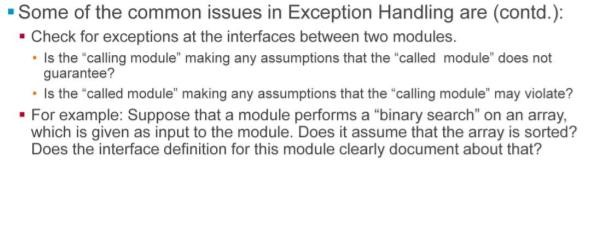 Some of the common issues in Exception Handling are (contd.):
Check for exceptions at the interfaces between two modules.
Is the "calling module" making any assumptions that the "called module" does not
guarantee?
Is the "called module" making any assumptions that the "calling module" may violate?
For example: Suppose that a module performs a "binary search" on an array,
which is given as input to the module. Does it assume that the array is sorted?
Does the interface definition for this module clearly document about that?